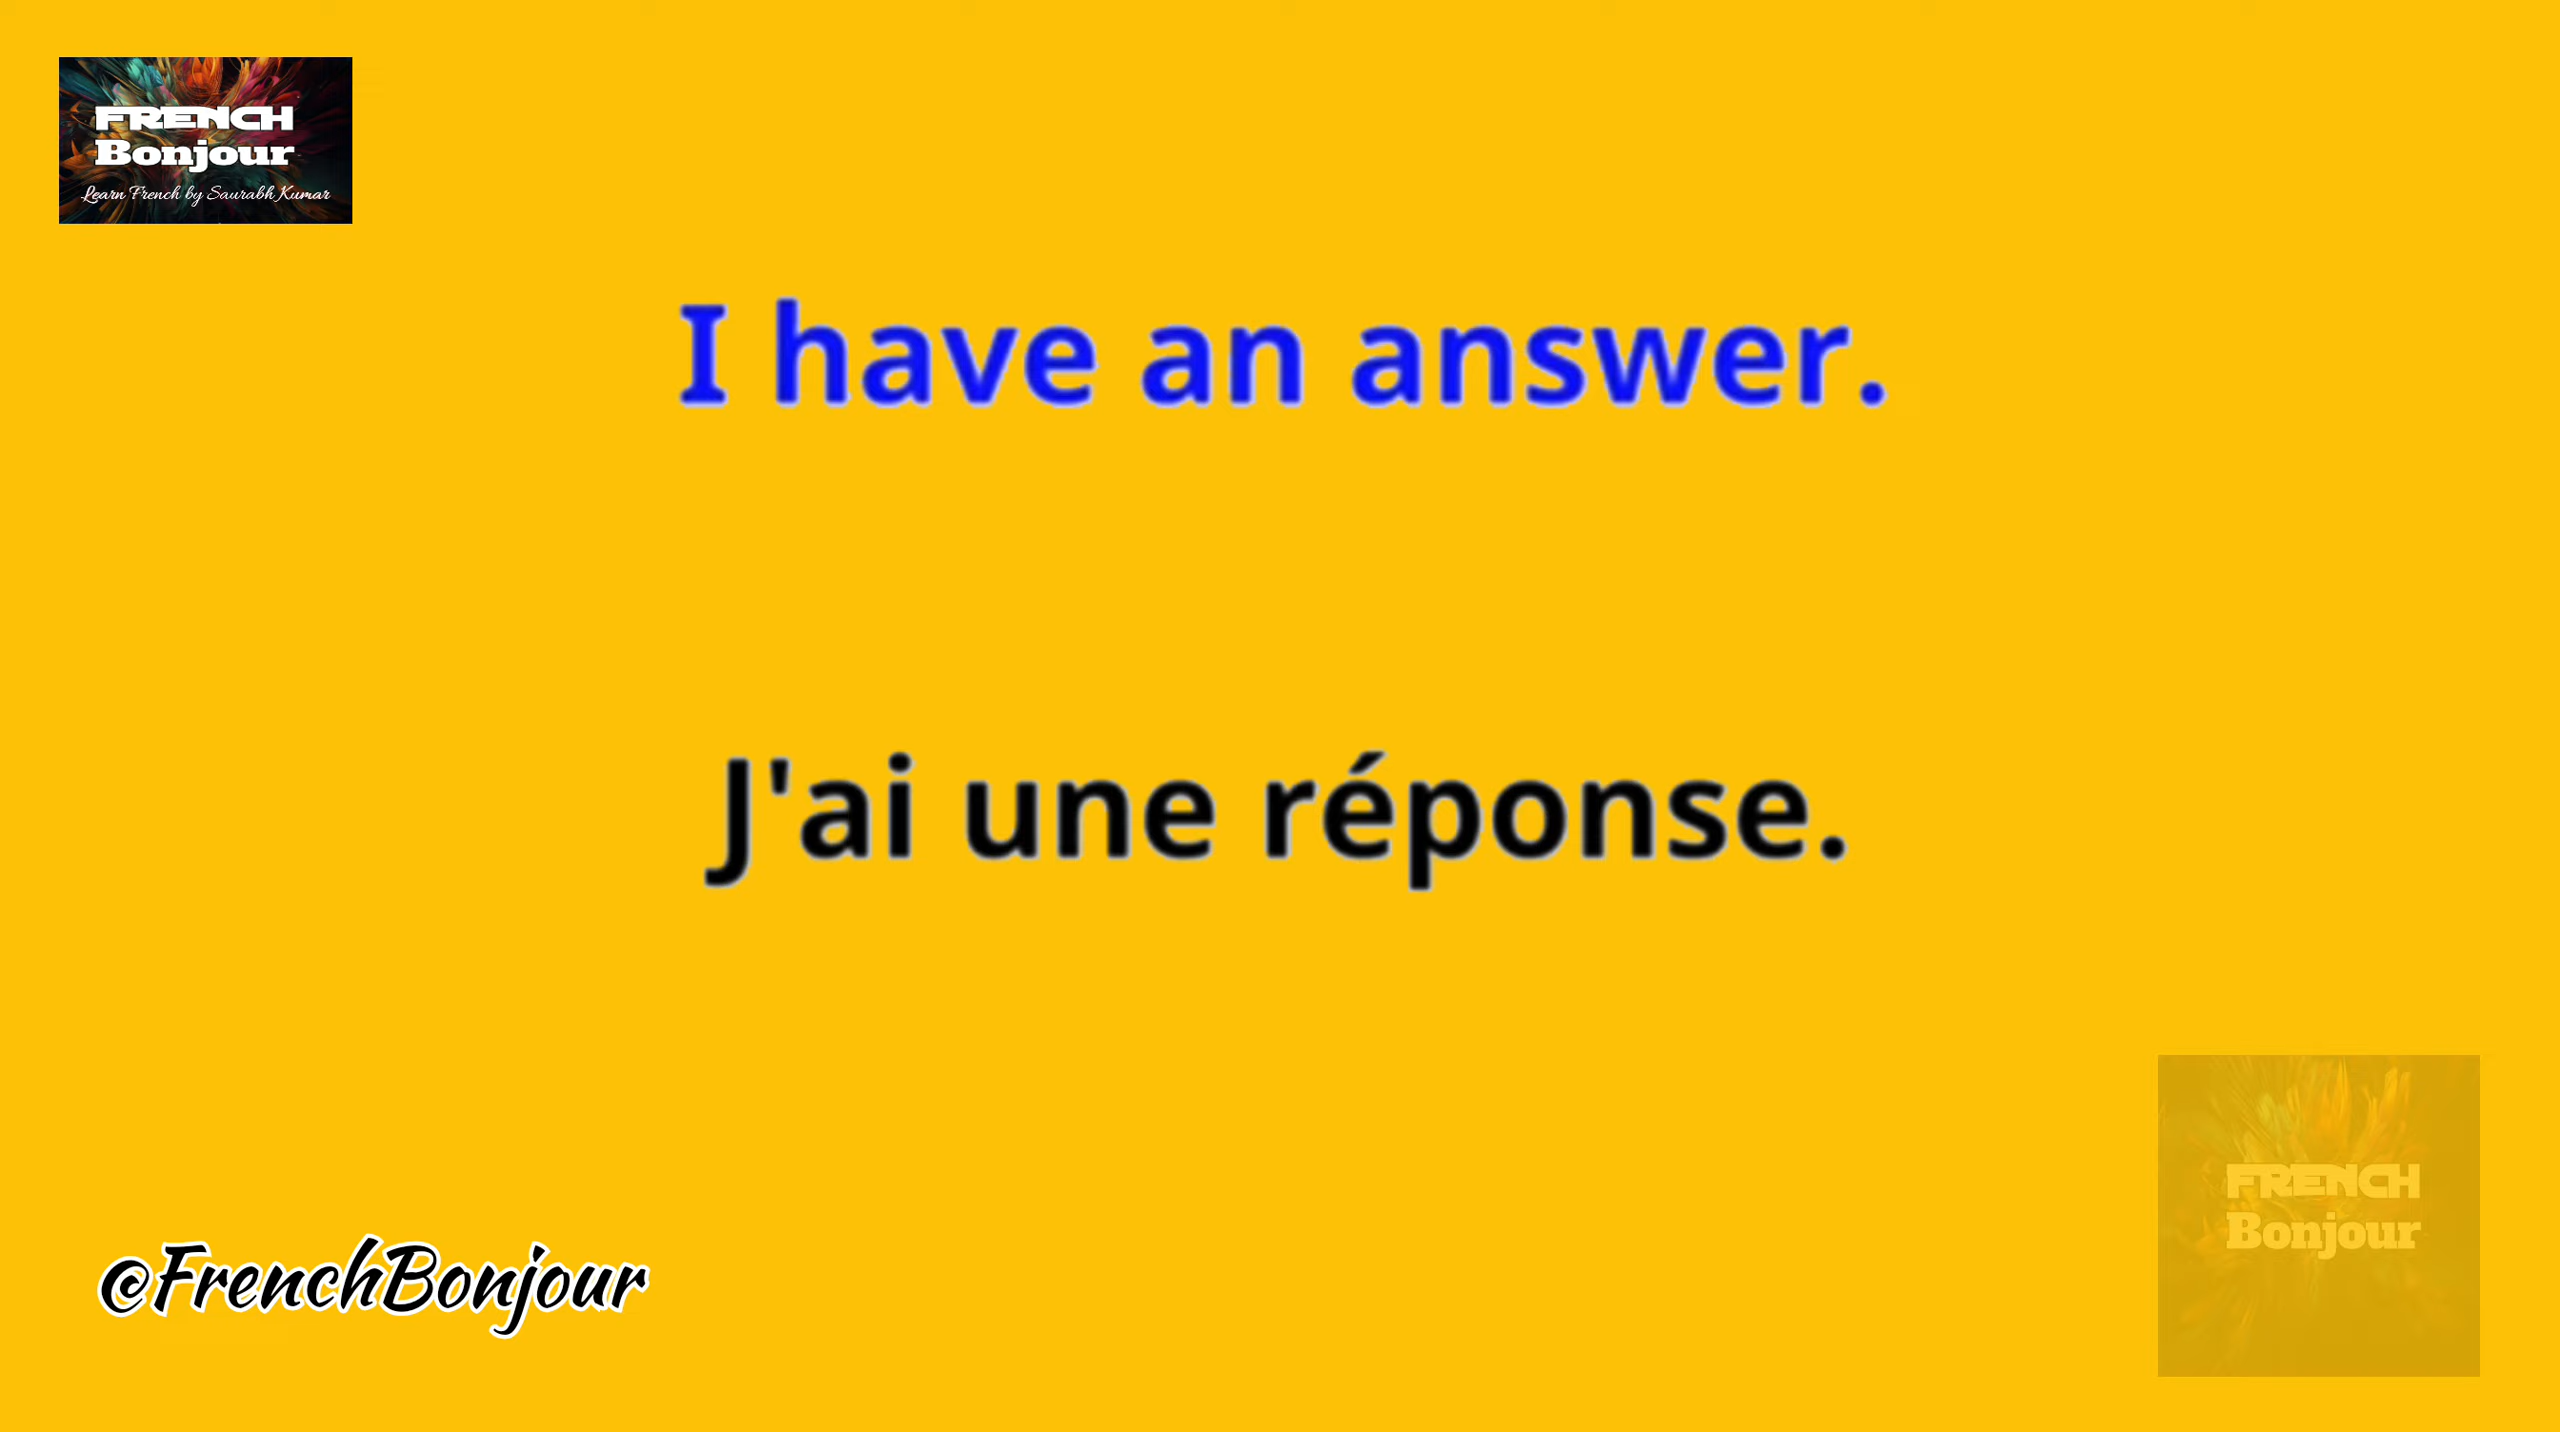 FRENCH
Bonjour
Learn French by Saurabh Kumar
I have an answer.
J'ai une réponse.
@FrenchBonjour
FRENCH
Bonjour